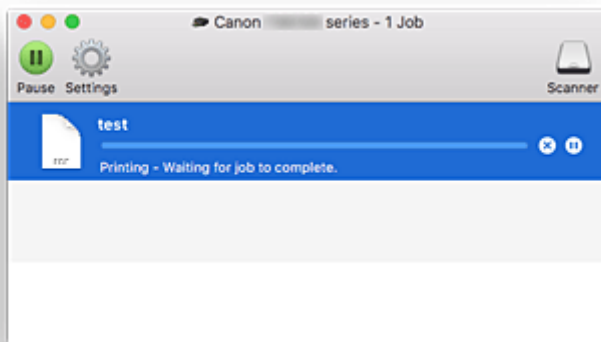 Canon series - 1 Job
Pause Settings
Scanner
test
Printing - Waiting for job to complete.